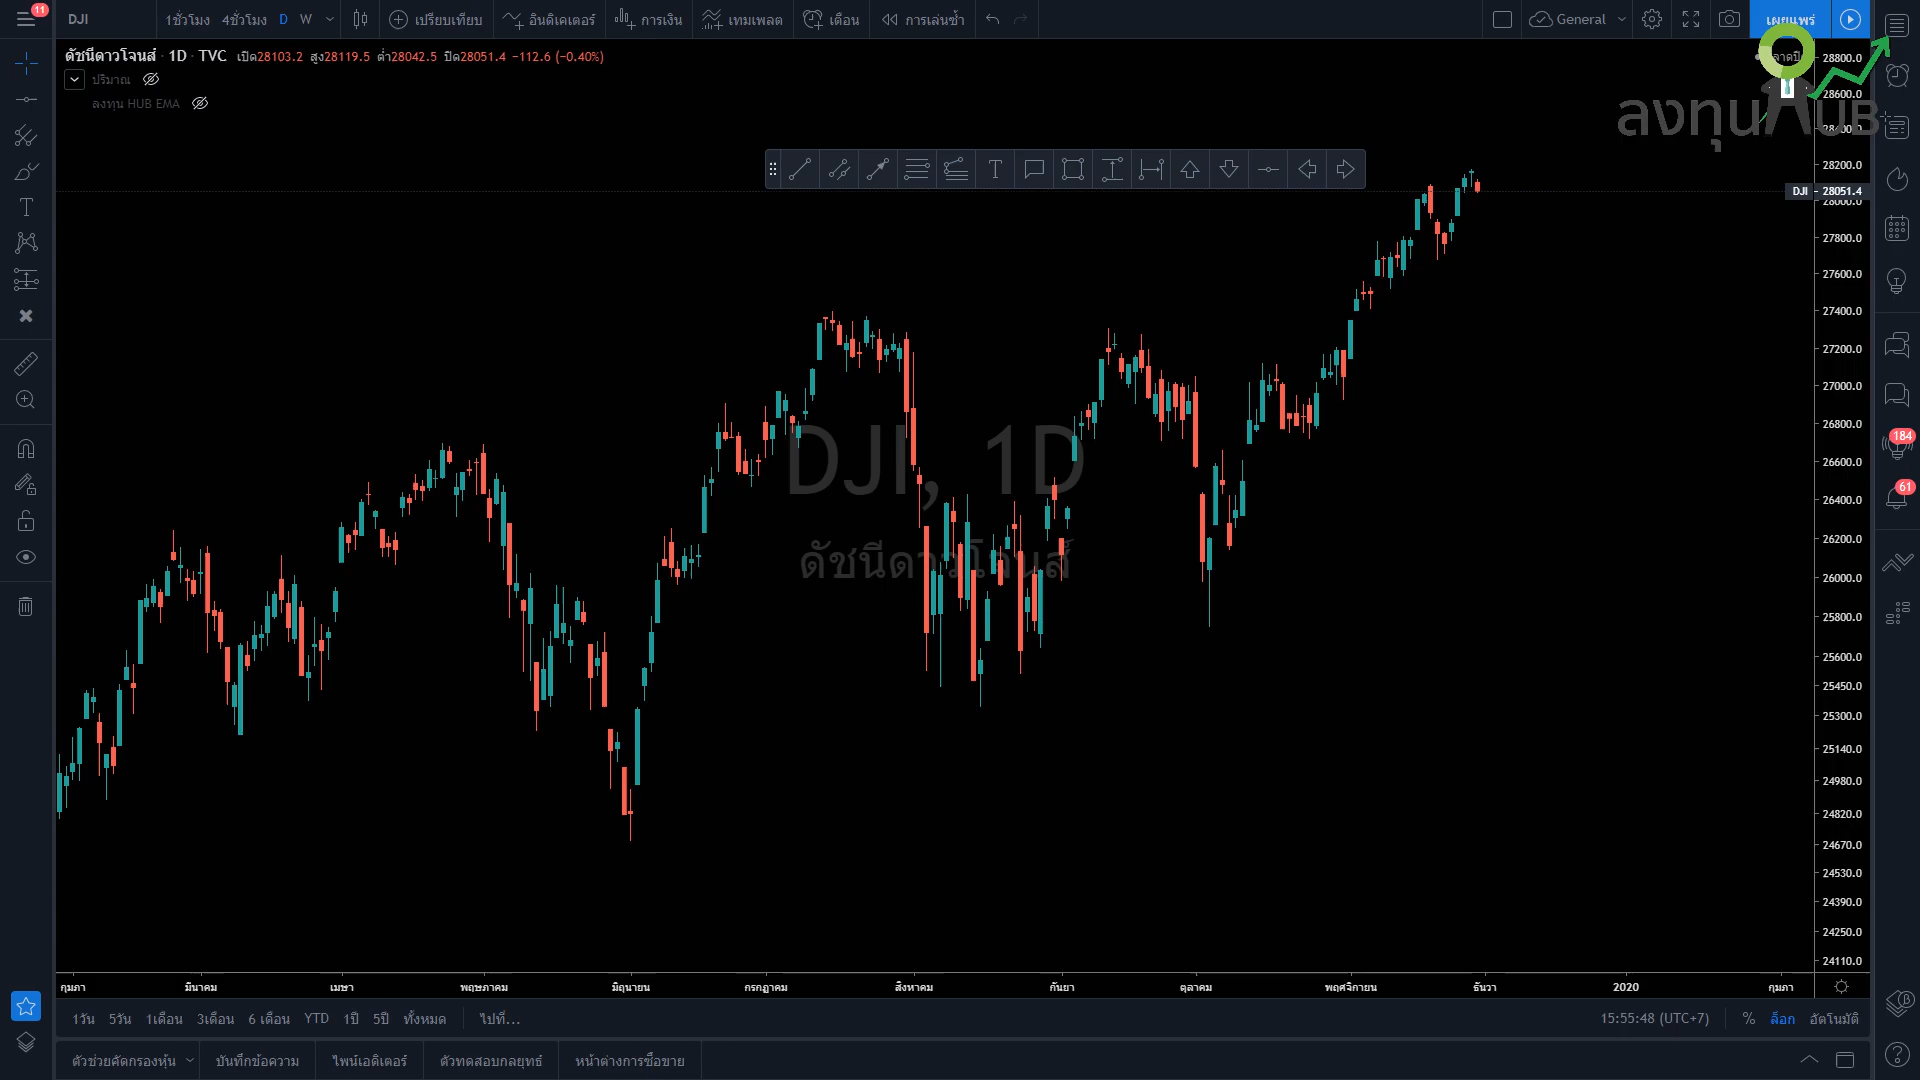 11
DJI
1ชั่วโมง 4ชั่วโมง D W
เปรียบเทียบ
อินดิเคเตอร์
การเงิน
เทมเพลต
เตือน
การเล่นซ้ำ
General
เผยแพร่
ดัชนีดาวโจนส์ · 1D · TVC เปิด28103.2 สูง28119.5 ต่ำ28042.5 ปิด28051.4 −112.6 (−0.40%)
ปริมาณ
ลงทุน HUB EMA
ลงทุนHUB
T
T
DJI, 1D
ดัชนีดาวโจนส์
28800.0
28600.0
28400.0
28200.0
DJI 28051.4
28000.0
27800.0
27600.0
27400.0
27200.0
27000.0
26800.0
26600.0
26400.0
26200.0
26000.0
25800.0
25600.0
25450.0
25300.0
25140.0
24980.0
24820.0
24670.0
24530.0
24390.0
24250.0
24110.0
184
61
กุมภา มีนาคม เมษา พฤษภาคม มิถุนายน กรกฎาคม สิงหาคม กันยา ตุลาคม พฤศจิกายน ธันวา 2020 กุมภา
1วัน 5วัน 1เดือน 3เดือน 6 เดือน YTD 1ปี 5ปี ทั้งหมด ไปที่...
15:55:48 (UTC+7) % ล็อก อัตโนมัติ
ตัวช่วยคัดกรองหุ้น บันทึกข้อความ ไพน์เอดิเตอร์ ตัวทดสอบกลยุทธ์ หน้าต่างการซื้อขาย